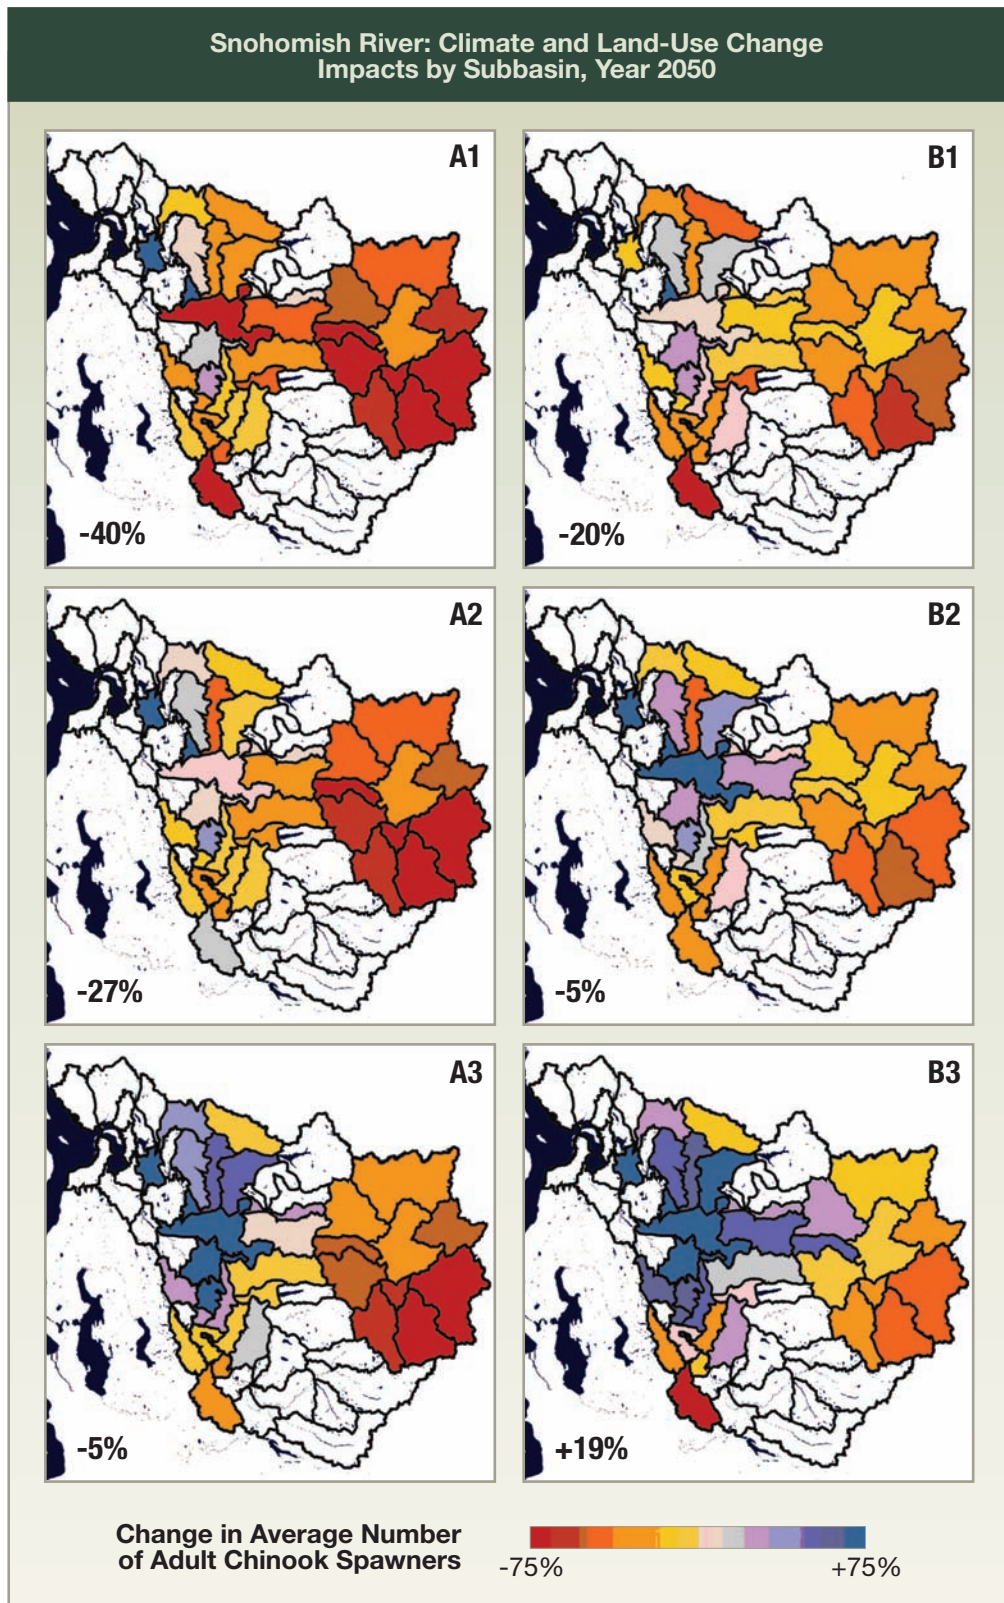 Snohomish River: Climate and Land-Use Change
Impacts by Subbasin, Year 2050
A1
-40%
B1
-20%
A2
-27%
B2
-5%
A3
-5%
B3
+19%
Change in Average Number
of Adult Chinook Spawners
-75%
+75%